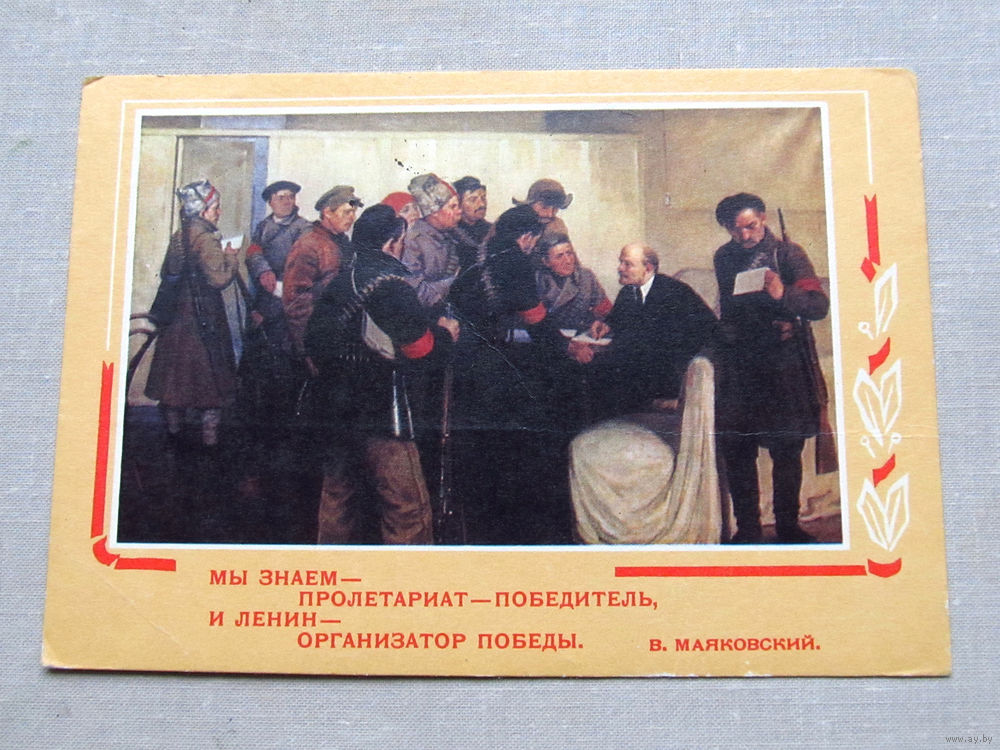 МЫ ЗНАЕМ—
ПРОЛЕТАРИАТ—ПОБЕДИТЕЛЬ,
И ЛЕНИН—
ОРГАНИЗАТОР ПОБЕДЫ.
В. МАЯКОВСКИЙ.
www.ay.by